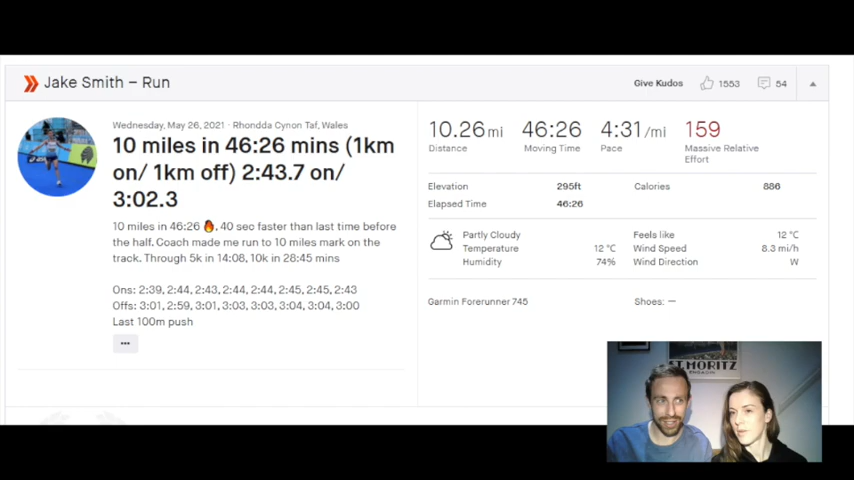 Jake Smith – Run
Give Kudos
1553
54
Wednesday, May 26, 2021 · Rhondda Cynon Taf, Wales
10 miles in 46:26 mins (1km
on/ 1km off) 2:43.7 on/
3:02.3
10 miles in 46:26 🔥, 40 sec faster than last time before
the half. Coach made me run to 10 miles mark on the
track. Through 5k in 14:08, 10k in 28:45 mins
Ons: 2:39, 2:44, 2:43, 2:44, 2:44, 2:45, 2:45, 2:43
Offs: 3:01, 2:59, 3:01, 3:03, 3:03, 3:04, 3:04, 3:00
Last 100m push
10.26 mi
46:26
4:31 /mi
159
Distance
Moving Time
Pace
Massive Relative
Effort
Elevation
295ft
Calories
886
Elapsed Time
46:26
Partly Cloudy
Temperature
12 °C
Humidity
74%
Feels like
12 °C
Wind Speed
8.3 mi/h
Wind Direction
W
Garmin Forerunner 745
Shoes: —
ST. MORITZ